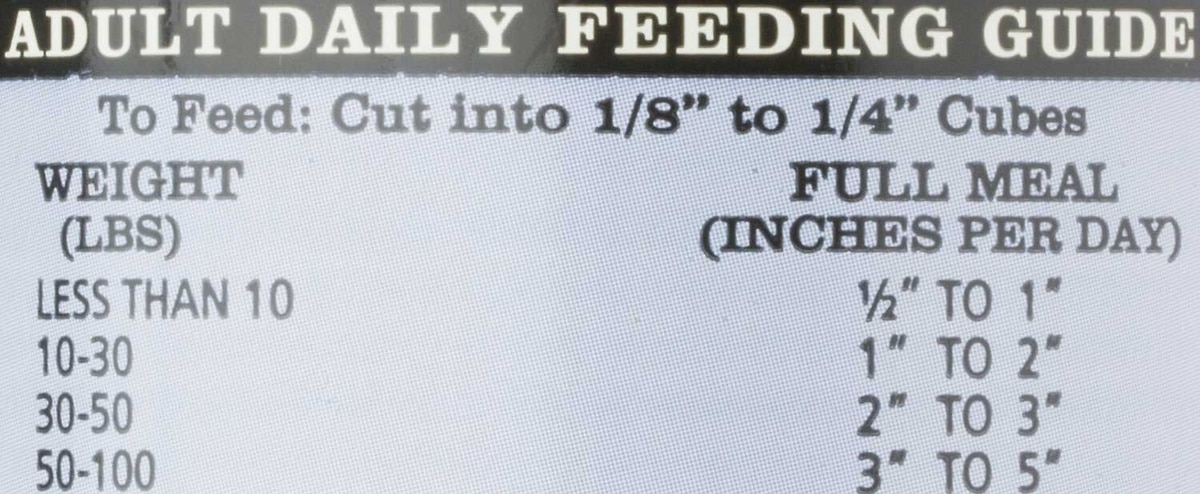 ADULT DAILY FEEDING GUIDE
To Feed: Cut into 1/8” to 1/4” Cubes
WEIGHT FULL MEAL
(LBS) (INCHES PER DAY)
LESS THAN 10 ½" TO 1"
10-30 1" TO 2"
30-50 2" TO 3"
50-100 3" TO 5"